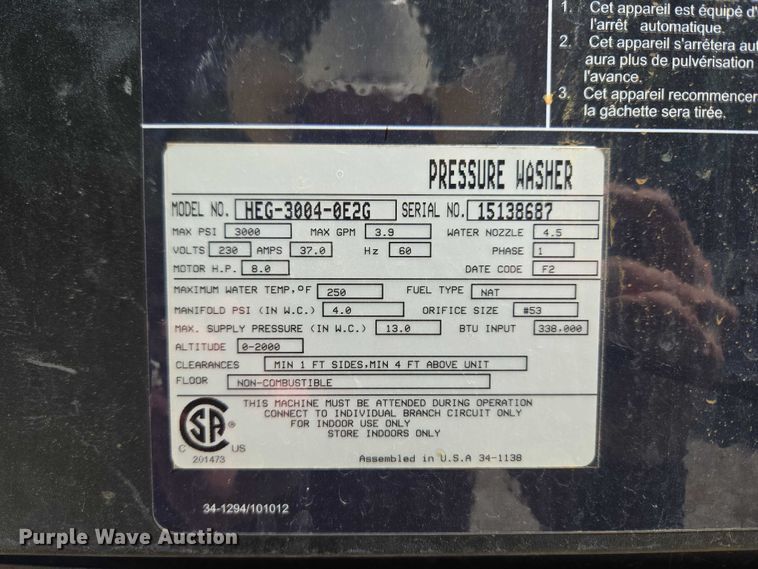 1. Cet appareil est équipé d'
l'arrêt automatique.
2. Cet appareil s'arrêtera
aura plus de pulvérisation
l'avance.
3. Cet appareil
la gâchette sera tirée.
PRESSURE WASHER
MODEL NO. HEG-3004-0E2G SERIAL NO. 15138687
MAX PSI 3000 MAX GPM 3.9 WATER NOZZLE 4.5
VOLTS 230 AMPS 37.0 Hz 60 PHASE 1
MOTOR H.P. 8.0 DATE CODE F2
MAXIMUM WATER TEMP,°F 250 FUEL TYPE NAT
MANIFOLD PSI (IN W.C.) 4.0 ORIFICE SIZE #53
MAX. SUPPLY PRESSURE (IN W.C.) 13.0 BTU INPUT 338,000
ALTITUDE 0-2000
CLEARANCES MIN 1 FT SIDES,MIN 4 FT ABOVE UNIT
FLOOR NON-COMBUSTIBLE
THIS MACHINE MUST BE ATTENDED DURING OPERATION
CONNECT TO INDIVIDUAL BRANCH CIRCUIT ONLY
FOR INDOOR USE ONLY
STORE INDOORS ONLY
CSA ®
C US
201473
Assembled in U.S.A 34-1138
34-1294/101012
Purple Wave Auction